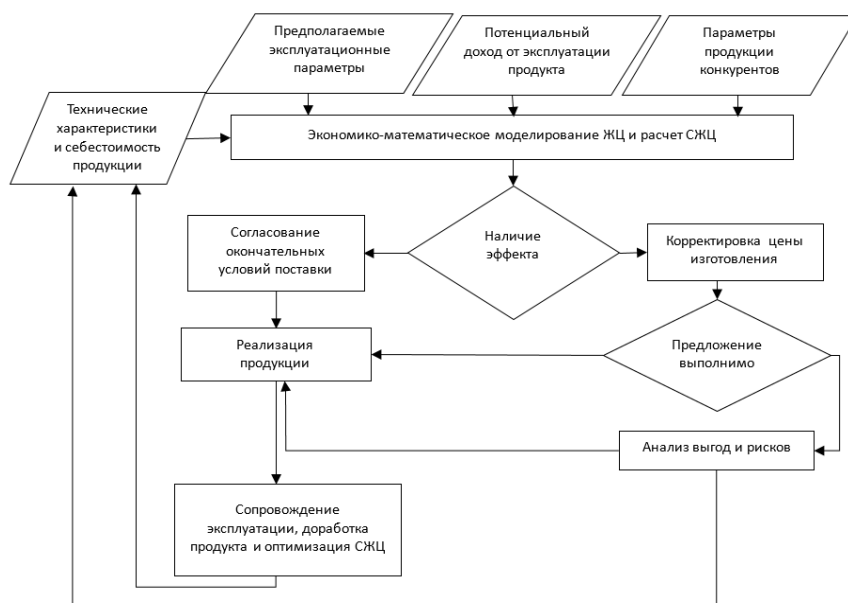 Предполагаемые
эксплуатационные
параметры
Потенциальный
доход от эксплуатации
продукта
Параметры
продукции
конкурентов
Технические
характеристики
и себестоимость
продукции
Экономико-математическое моделирование ЖЦ и расчет СЖЦ
Наличие
эффекта
Согласование
окончательных
условий поставки
Корректировка цены
изготовления
Реализация
продукции
Предложение
выполнимо
Анализ выгод и рисков
Сопровождение
эксплуатации, доработка
продукта и оптимизация СЖЦ